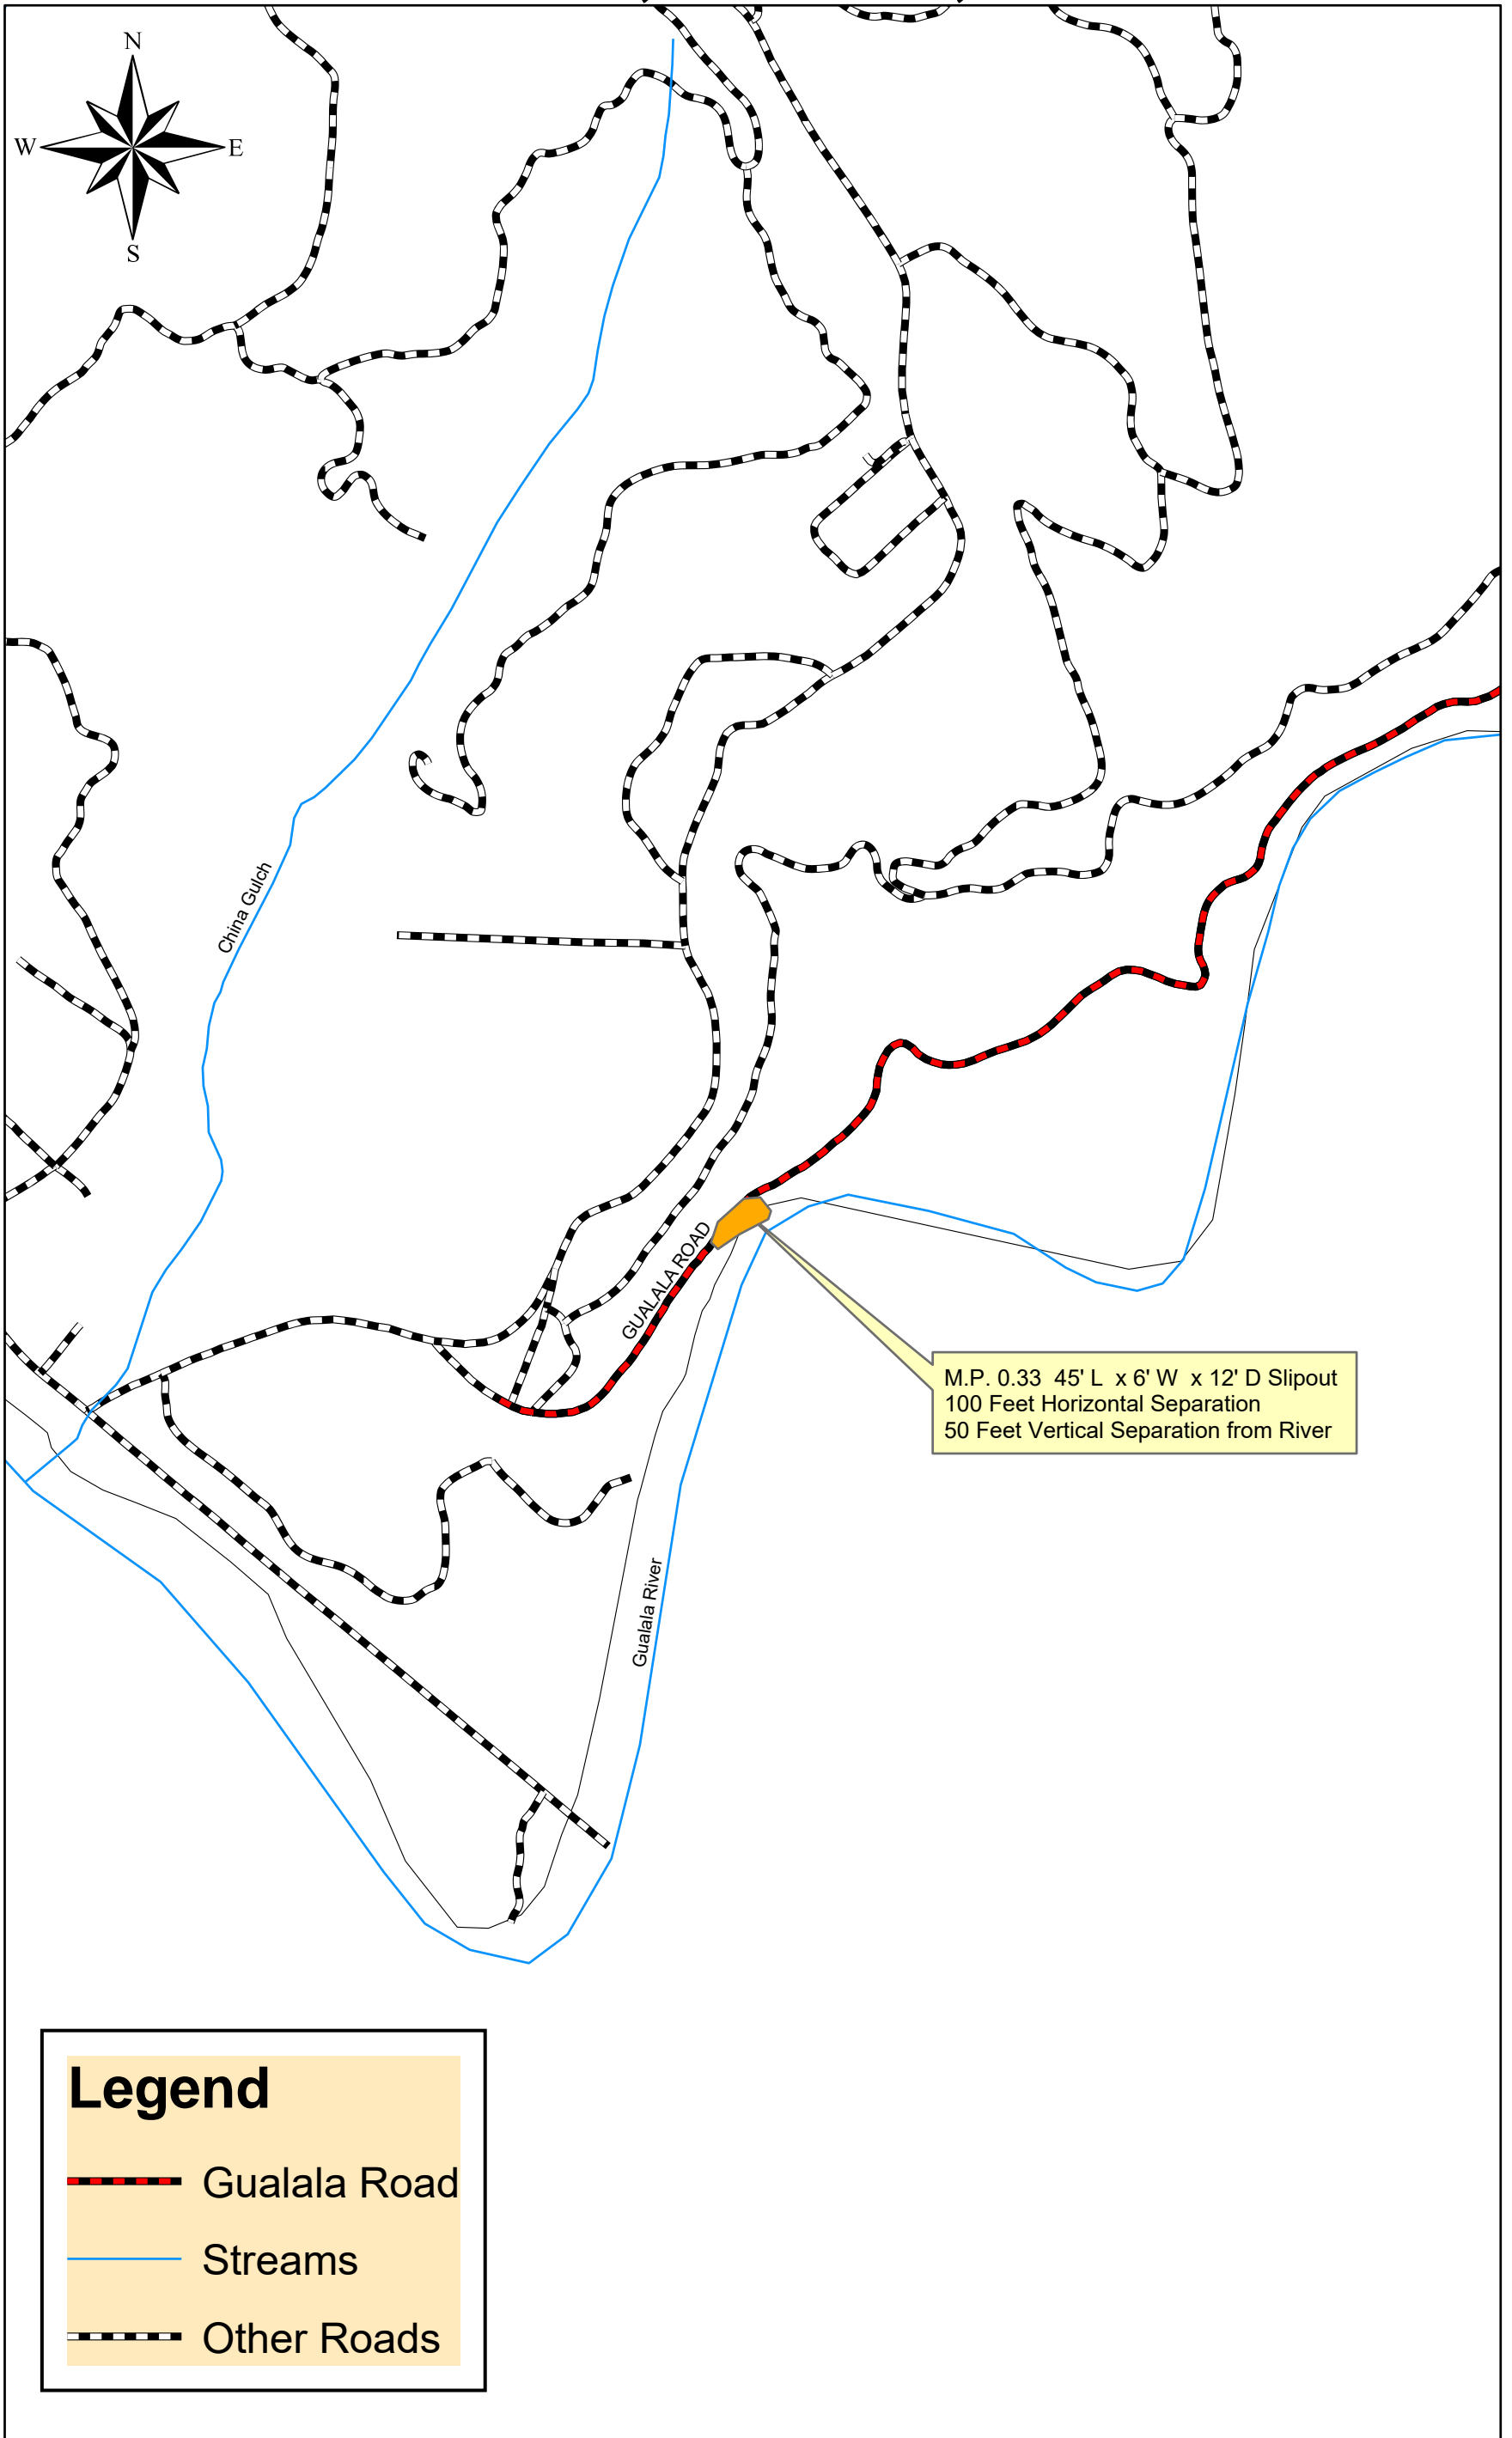 N
W
E
S
China Gulch
GUALALA ROAD
M.P. 0.33  45' L  x 6' W  x 12' D Slipout
100 Feet Horizontal Separation
50 Feet Vertical Separation from River
Gualala River
Legend
Gualala Road
Streams
Other Roads